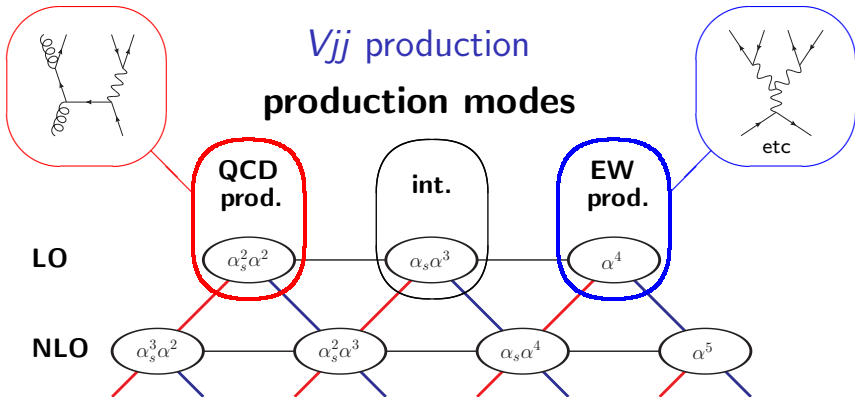 Vjj production
production modes
etc
QCD
prod.
int.
EW
prod.
LO
α_s^2α^2
α_sα^3
α^4
NLO
α_s^3α^2
α_s^2α^3
α_sα^4
α^5